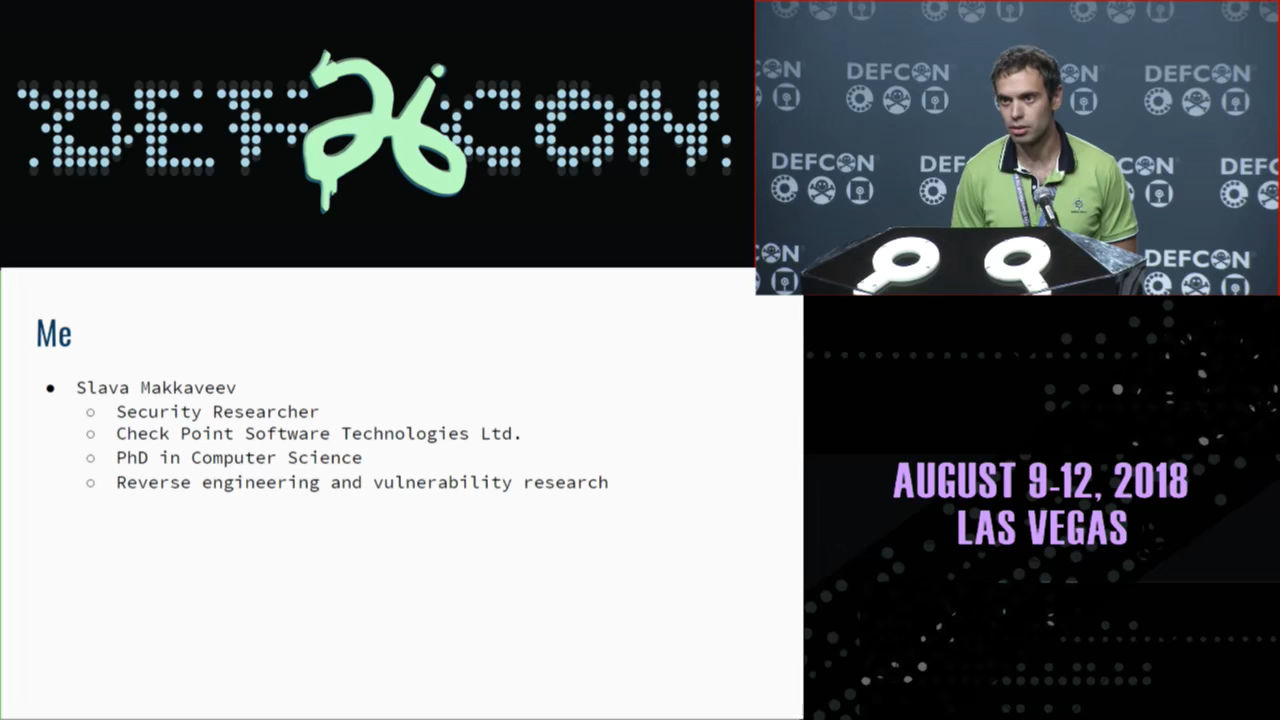 DEF 26 CON
DEFCON
DEFCON
DEFCON
DEFCON
DEFCON
Me
Slava Makkaveev
Security Researcher
Check Point Software Technologies Ltd.
PhD in Computer Science
Reverse engineering and vulnerability research
AUGUST 9-12, 2018
LAS VEGAS